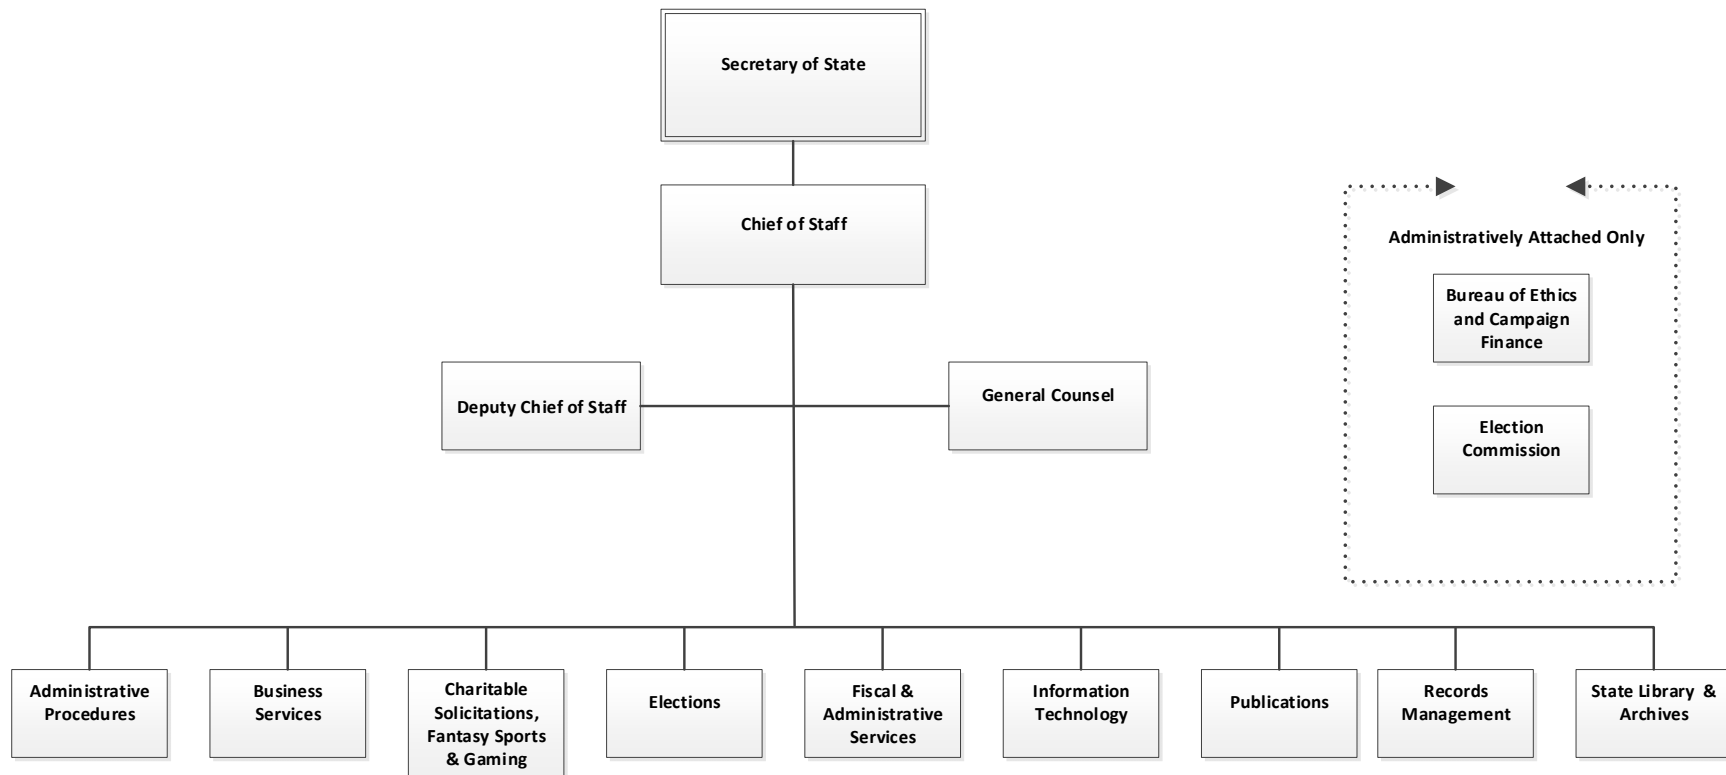 Secretary of State
Chief of Staff
Administratively Attached Only
Bureau of Ethics
and Campaign
Finance
Deputy Chief of Staff
General Counsel
Election
Commission
Administrative
Procedures
Business
Services
Charitable
Solicitations,
Fantasy Sports
& Gaming
Elections
Fiscal &
Administrative
Services
Information
Technology
Publications
Records
Management
State Library &
Archives